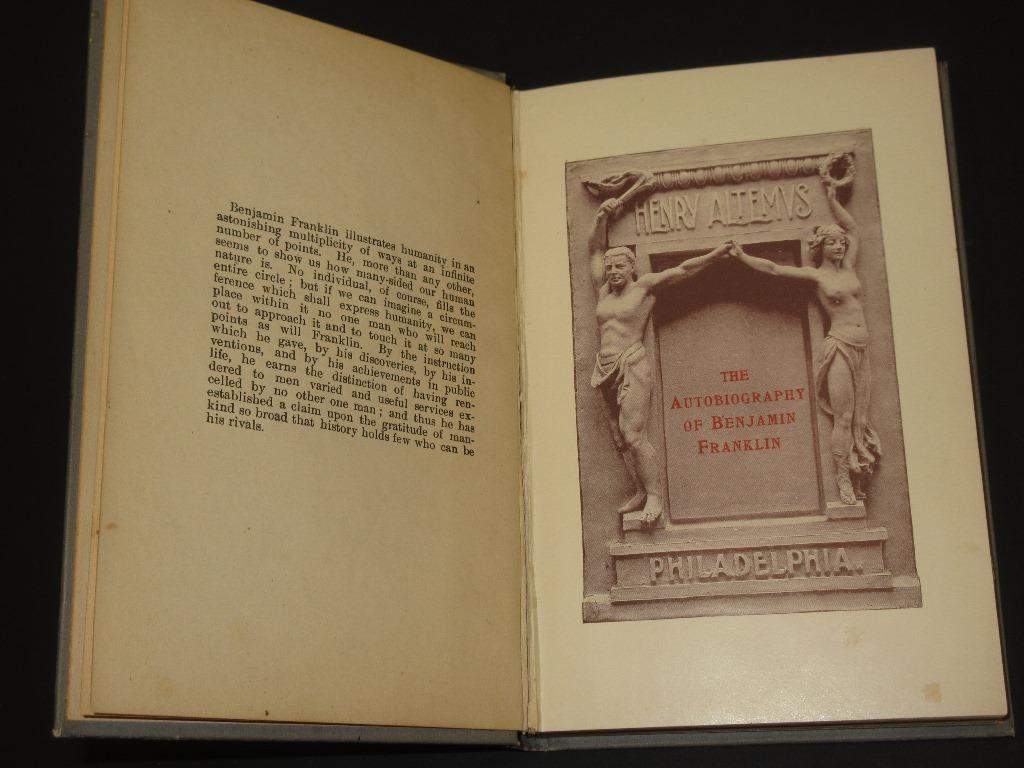 Benjamin Franklin illustrates humanity in an
astonishing multiplicity of ways at an infinite
number of points. He, more than any other,
seems to show us how many-sided our human
nature is. No individual, of course, fills the
entire circle; but if we can imagine a circum-
ference which shall express humanity, we can
place within it no one man who will reach
out to approach it and to touch it at so many
points as will Franklin. By the instruction
which he gave, by his discoveries, by his in-
ventions, and by his achievements in public
life, he earns the distinction of having ren-
dered to men varied and useful services ex-
celled by no other one man; and thus he has
established a claim upon the gratitude of man-
kind so broad that history holds few who can be
his rivals.
HENRY ALTEMVS
THE
AUTOBIOGRAPHY
OF BENJAMIN
FRANKLIN
PHILADELPHIA.